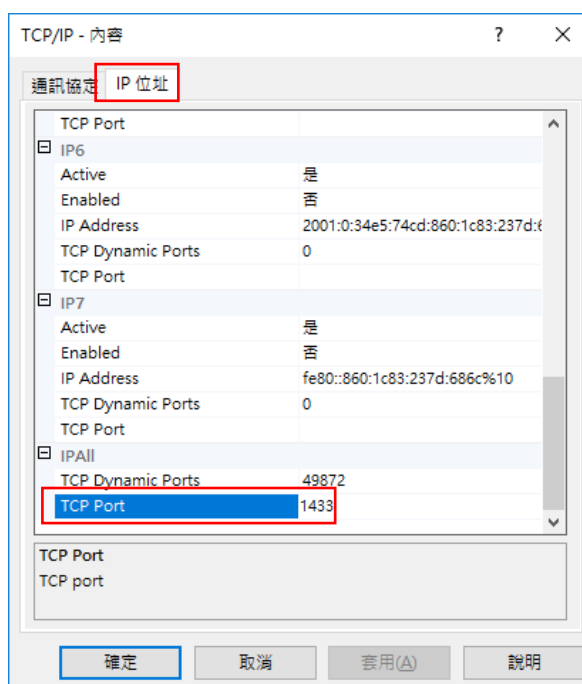 TCP/IP - 內容 ?
通訊協定 IP 位址
TCP Port
IP6
Active 是
Enabled 否
IP Address 2001:0:34e5:74cd:860:1c83:237d:6
TCP Dynamic Ports 0
TCP Port
IP7
Active 是
Enabled 否
IP Address fe80::860:1c83:237d:686c%10
TCP Dynamic Ports 0
TCP Port
IPAll
TCP Dynamic Ports 49872
TCP Port 1433
TCP Port
TCP port
確定 取消 套用(A) 說明